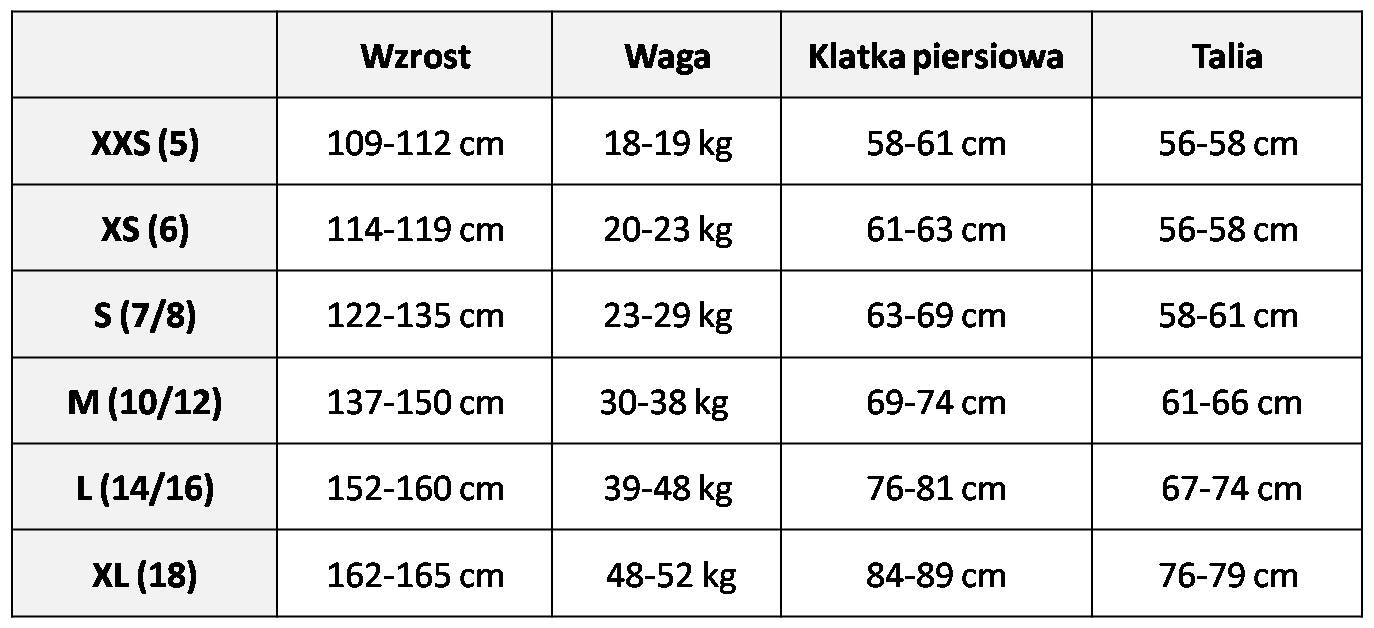 Wzrost Waga Klatka piersiowa Talia
XXS (5) 109-112 cm 18-19 kg 58-61 cm 56-58 cm
XS (6) 114-119 cm 20-23 kg 61-63 cm 56-58 cm
S (7/8) 122-135 cm 23-29 kg 63-69 cm 58-61 cm
M (10/12) 137-150 cm 30-38 kg 69-74 cm 61-66 cm
L (14/16) 152-160 cm 39-48 kg 76-81 cm 67-74 cm
XL (18) 162-165 cm 48-52 kg 84-89 cm 76-79 cm